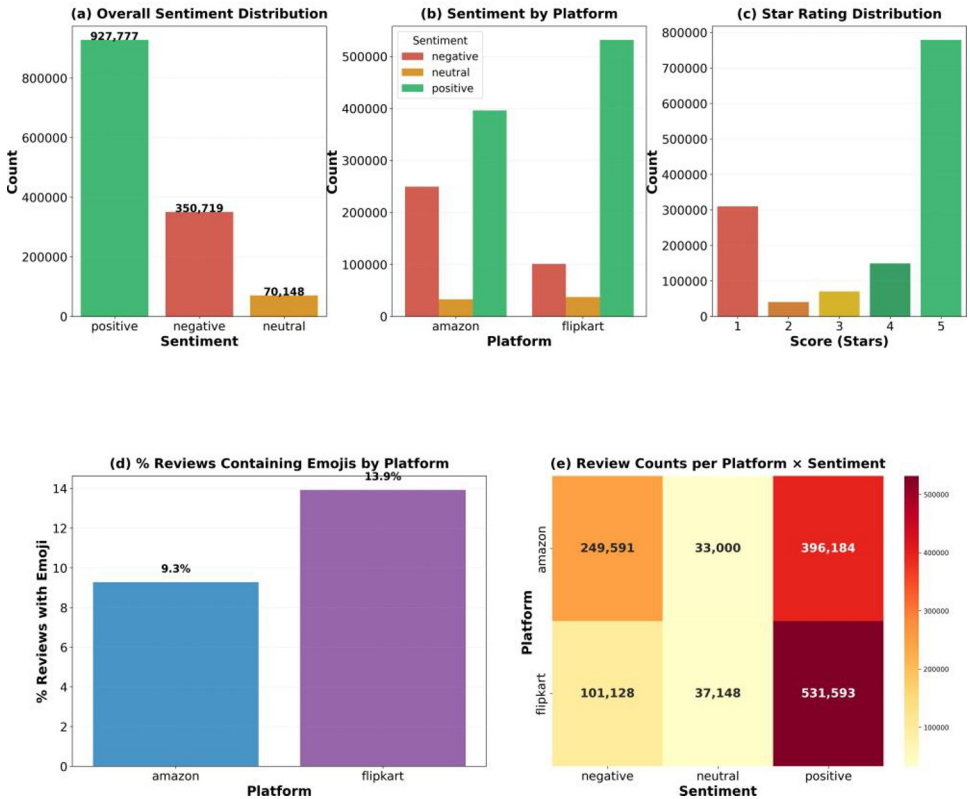 (a) Overall Sentiment Distribution
927,777
350,719
70,148
800000
600000
400000
200000
0
Count
positive negative neutral
Sentiment
(b) Sentiment by Platform
Sentiment
negative
neutral
positive
500000
400000
300000
200000
100000
0
Count
amazon flipkart
Platform
(c) Star Rating Distribution
800000
700000
600000
500000
400000
300000
200000
100000
0
Count
1 2 3 4 5
Score (Stars)
(d) % Reviews Containing Emojis by Platform
13.9%
9.3%
14
12
10
8
6
4
2
0
% Reviews with Emoji
amazon flipkart
Platform
(e) Review Counts per Platform × Sentiment
amazon
249,591 33,000 396,184
Platform
flipkart
101,128 37,148 531,593
negative neutral positive
Sentiment
500000
400000
300000
200000
100000